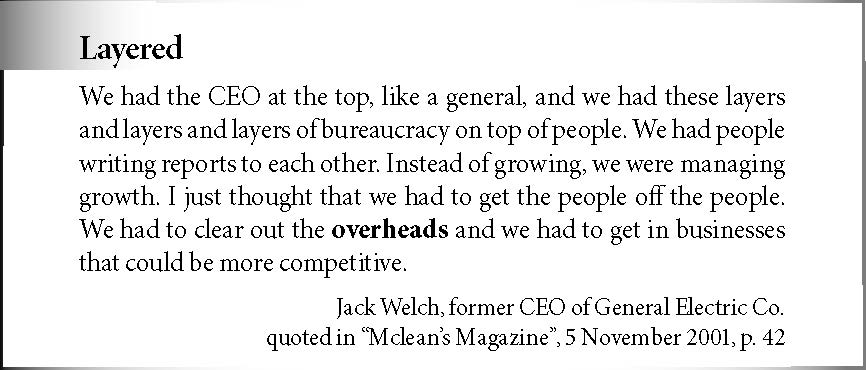 Layered
We had the CEO at the top, like a general, and we had these layers
and layers and layers of bureaucracy on top of people. We had people
writing reports to each other. Instead of growing, we were managing
growth. I just thought that we had to get the people off the people.
We had to clear out the overheads and we had to get in businesses
that could be more competitive.
Jack Welch, former CEO of General Electric Co.
quoted in “Mclean’s Magazine”, 5 November 2001, p. 42